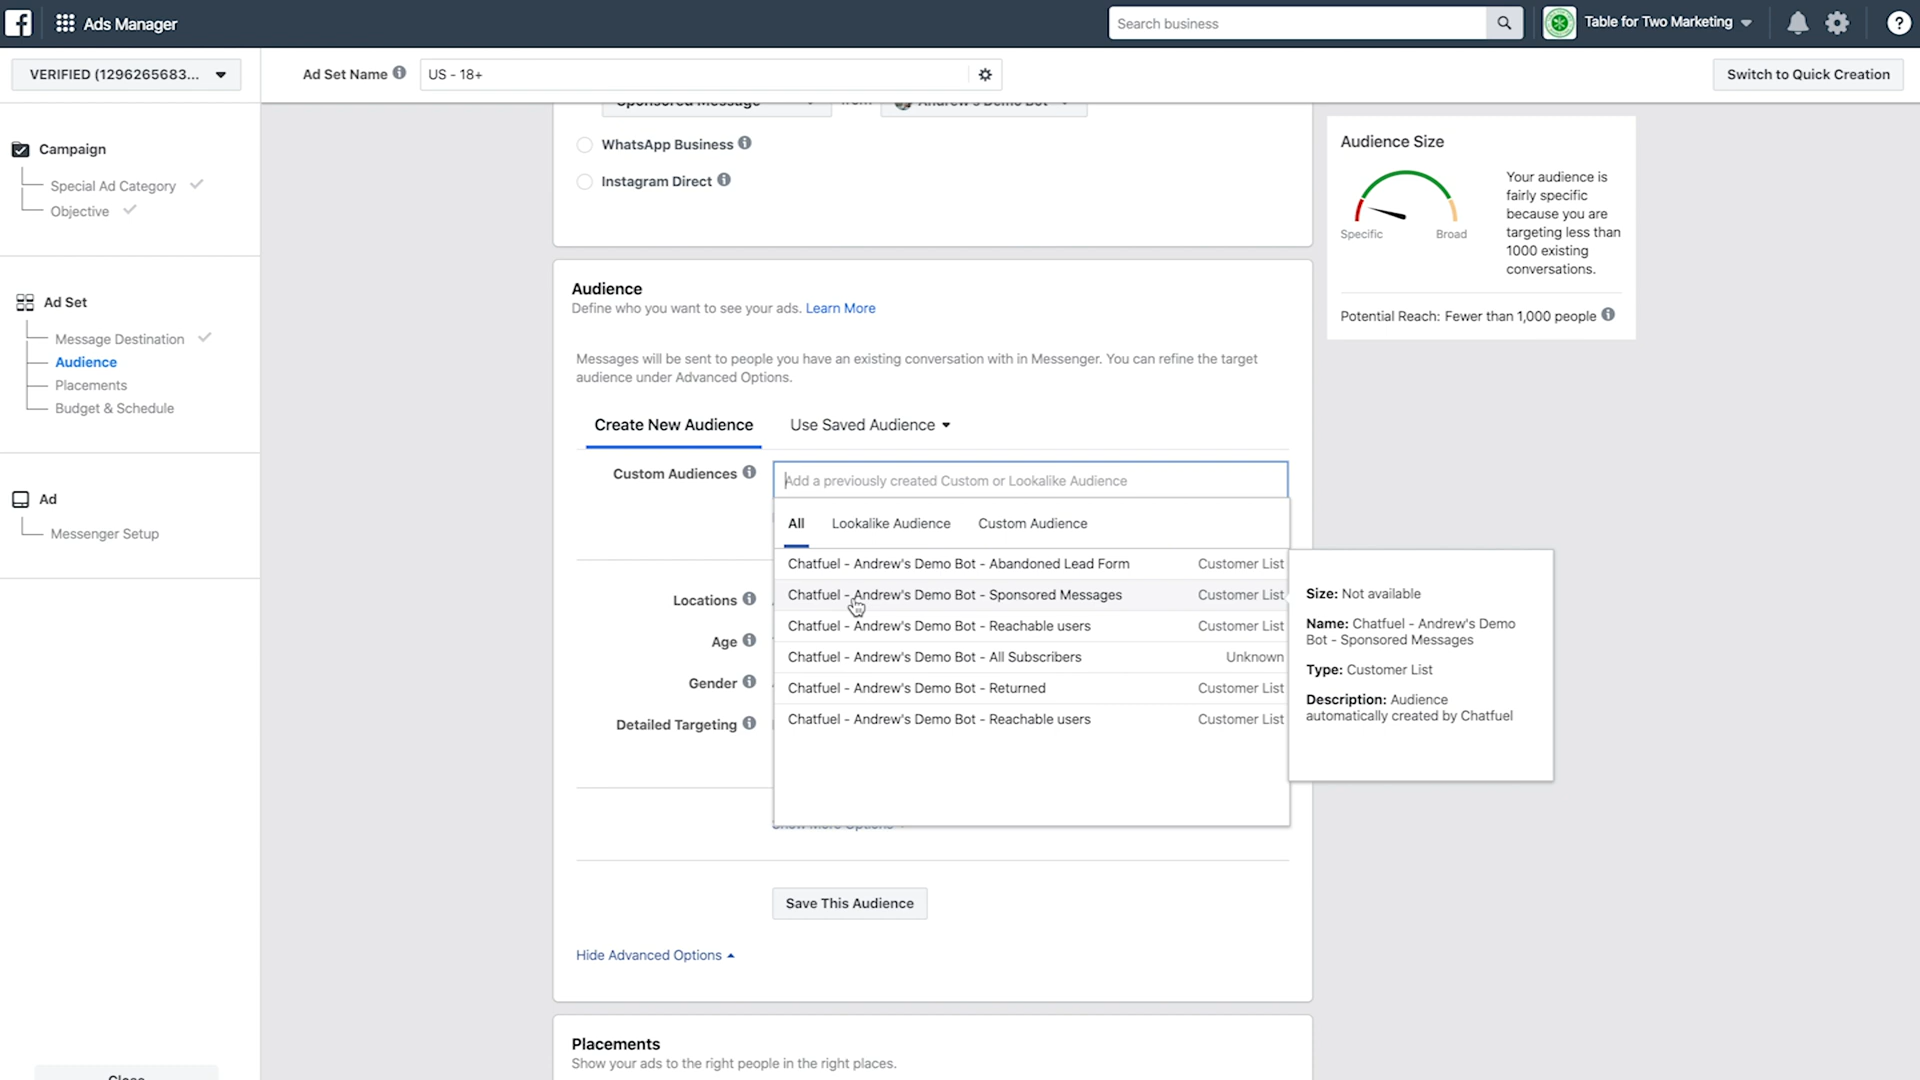 Ads Manager
Search business
Table for Two Marketing
?
VERIFIED (1296265683...
Ad Set Name
US - 18+
Switch to Quick Creation
Campaign
Special Ad Category
Objective
Ad Set
Message Destination
Audience
Placements
Budget & Schedule
Ad
Messenger Setup
Close
Sponsored Message
from
Andrew's Demo Bot
WhatsApp Business
Instagram Direct
Audience
Define who you want to see your ads. Learn More
Messages will be sent to people you have an existing conversation with in Messenger. You can refine the target
audience under Advanced Options.
Create New Audience
Use Saved Audience
Custom Audiences
Add a previously created Custom or Lookalike Audience
All
Lookalike Audience
Custom Audience
Chatfuel - Andrew's Demo Bot - Abandoned Lead Form
Customer List
Chatfuel - Andrew's Demo Bot - Sponsored Messages
Customer List
Chatfuel - Andrew's Demo Bot - Reachable users
Customer List
Chatfuel - Andrew's Demo Bot - All Subscribers
Unknown
Chatfuel - Andrew's Demo Bot - Returned
Customer List
Chatfuel - Andrew's Demo Bot - Reachable users
Customer List
Locations
Age
Gender
Detailed Targeting
Show More Options
Save This Audience
Hide Advanced Options
Placements
Show your ads to the right people in the right places.
Size: Not available
Name: Chatfuel - Andrew's Demo
Bot - Sponsored Messages
Type: Customer List
Description: Audience
automatically created by Chatfuel
Audience Size
Specific
Broad
Your audience is
fairly specific
because you are
targeting less than
1000 existing
conversations.
Potential Reach: Fewer than 1,000 people